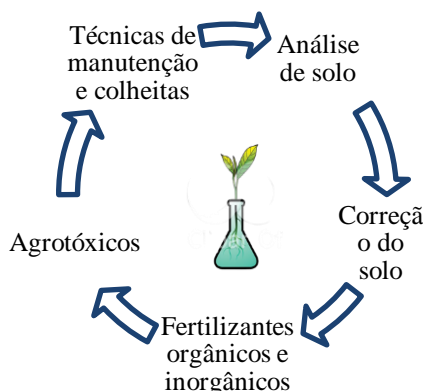 Técnicas de
manutenção
e colheitas
Análise
de solo
Correçã
o do
solo
Fertilizantes
orgânicos e
inorgânicos
Agrotóxicos